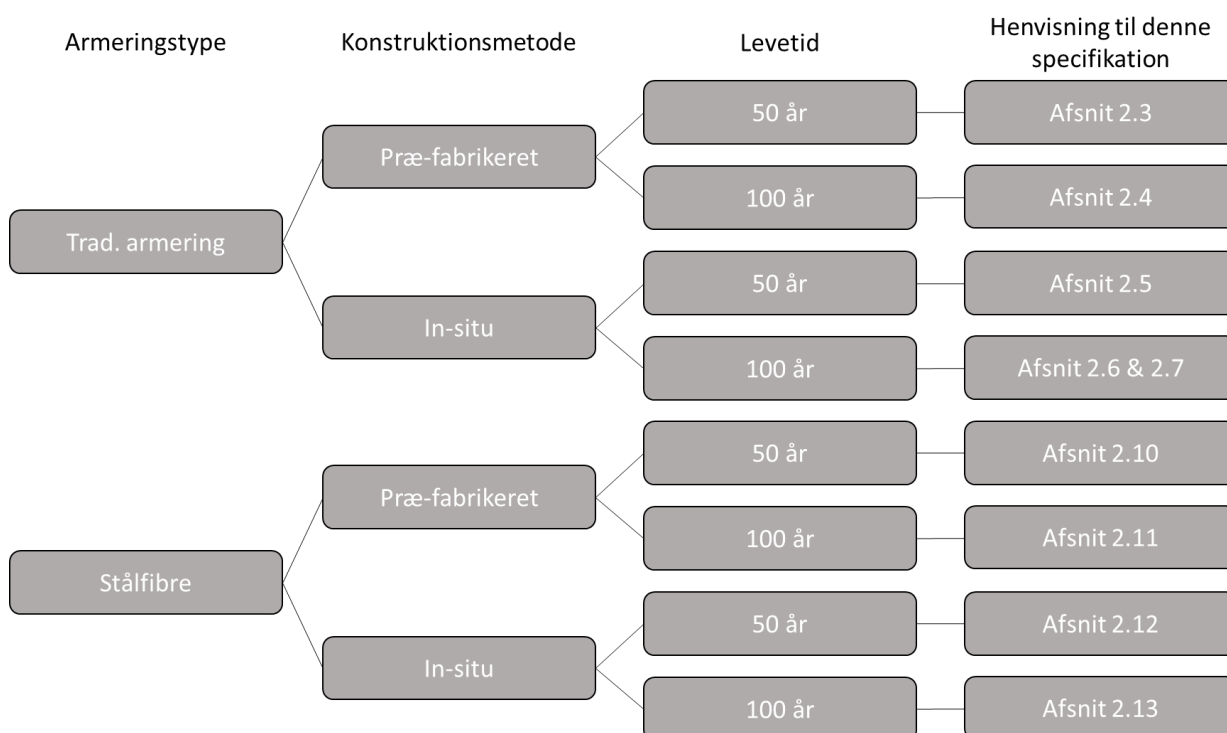 Armeringstype
Konstruktionsmetode
Levetid
Henvisning til denne
specifikation
Trad. armering
Præ-fabrikeret
50 år
Afsnit 2.3
100 år
Afsnit 2.4
In-situ
50 år
Afsnit 2.5
100 år
Afsnit 2.6 & 2.7
Stålfibre
Præ-fabrikeret
50 år
Afsnit 2.10
100 år
Afsnit 2.11
In-situ
50 år
Afsnit 2.12
100 år
Afsnit 2.13